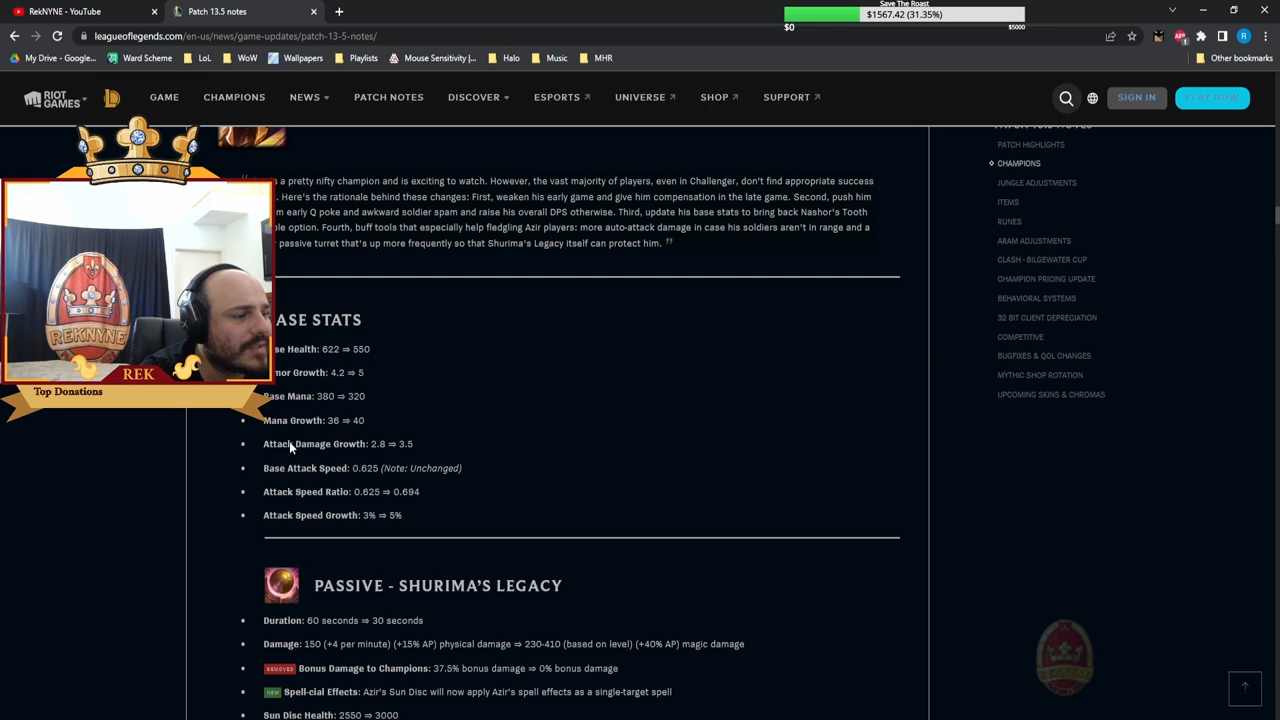 RekNYNE - YouTube
Patch 13.5 notes
Save The Roast
$1567.42 (31.35%)
$0
$5000
leagueoflegends.com/en-us/news/game-updates/patch-13-5-notes/
My Drive - Google...
Ward Scheme
LoL
WoW
Wallpapers
Playlists
Mouse Sensitivity |...
Halo
Music
MHR
Other bookmarks
RIOT GAMES
GAME
CHAMPIONS
NEWS
PATCH NOTES
DISCOVER
ESPORTS
UNIVERSE
SHOP
SUPPORT
SIGN IN
PLAY NOW
a pretty nifty champion and is exciting to watch. However, the vast majority of players, even in Challenger, don't find appropriate success
. Here's the rationale behind these changes: First, weaken his early game and give him compensation in the late game. Second, push him
early Q poke and awkward soldier spam and raise his overall DPS otherwise. Third, update his base stats to bring back Nashor's Tooth
option. Fourth, buff tools that especially help fledgling Azir players: more auto-attack damage in case his soldiers aren't in range and a
passive turret that's up more frequently so that Shurima's Legacy itself can protect him. "
ASE STATS
Health: 622 ⇒ 550
Growth: 4.2 ⇒ 5
Base Mana: 380 ⇒ 320
Mana Growth: 36 ⇒ 40
Attack Damage Growth: 2.8 ⇒ 3.5
Base Attack Speed: 0.625 (Note: Unchanged)
Attack Speed Ratio: 0.625 ⇒ 0.694
Attack Speed Growth: 3% ⇒ 5%
PASSIVE - SHURIMA'S LEGACY
Duration: 60 seconds ⇒ 30 seconds
Damage: 150 (+4 per minute) (+15% AP) physical damage ⇒ 230-410 (based on level) (+40% AP) magic damage
REMOVED Bonus Damage to Champions: 37.5% bonus damage ⇒ 0% bonus damage
NEW Spell-cial Effects: Azir's Sun Disc will now apply Azir's spell effects as a single-target spell
Sun Disc Health: 2550 ⇒ 3000
PATCH HIGHLIGHTS
CHAMPIONS
JUNGLE ADJUSTMENTS
ITEMS
RUNES
ARAM ADJUSTMENTS
CLASH - BILGEWATER CUP
CHAMPION PRICING UPDATE
BEHAVIORAL SYSTEMS
32 BIT CLIENT DEPRECIATION
COMPETITIVE
BUGFIXES & QOL CHANGES
MYTHIC SHOP ROTATION
UPCOMING SKINS & CHROMAS
REKNYNE
REK
Top Donations